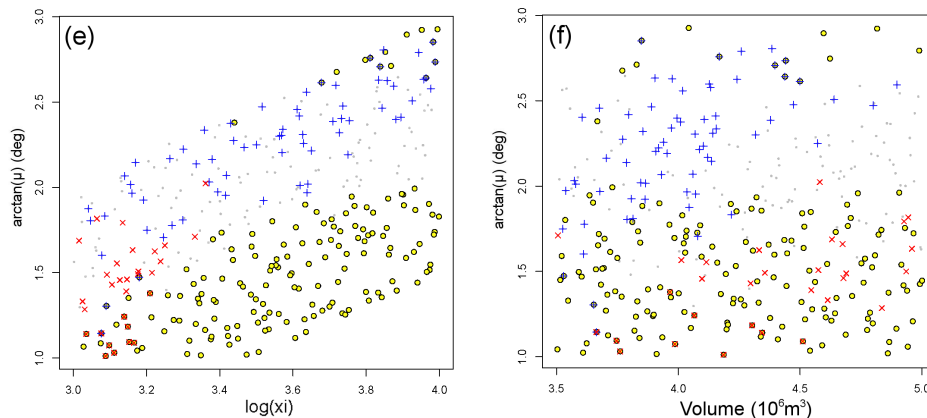 (e)
arctan(μ) (deg)
3.0
2.5
2.0
1.5
1.0
3.0 3.2 3.4 3.6 3.8 4.0
log(xi)
(f)
arctan(μ) (deg)
3.0
2.5
2.0
1.5
1.0
3.5 4.0 4.5 5.0
Volume (10⁶m³)